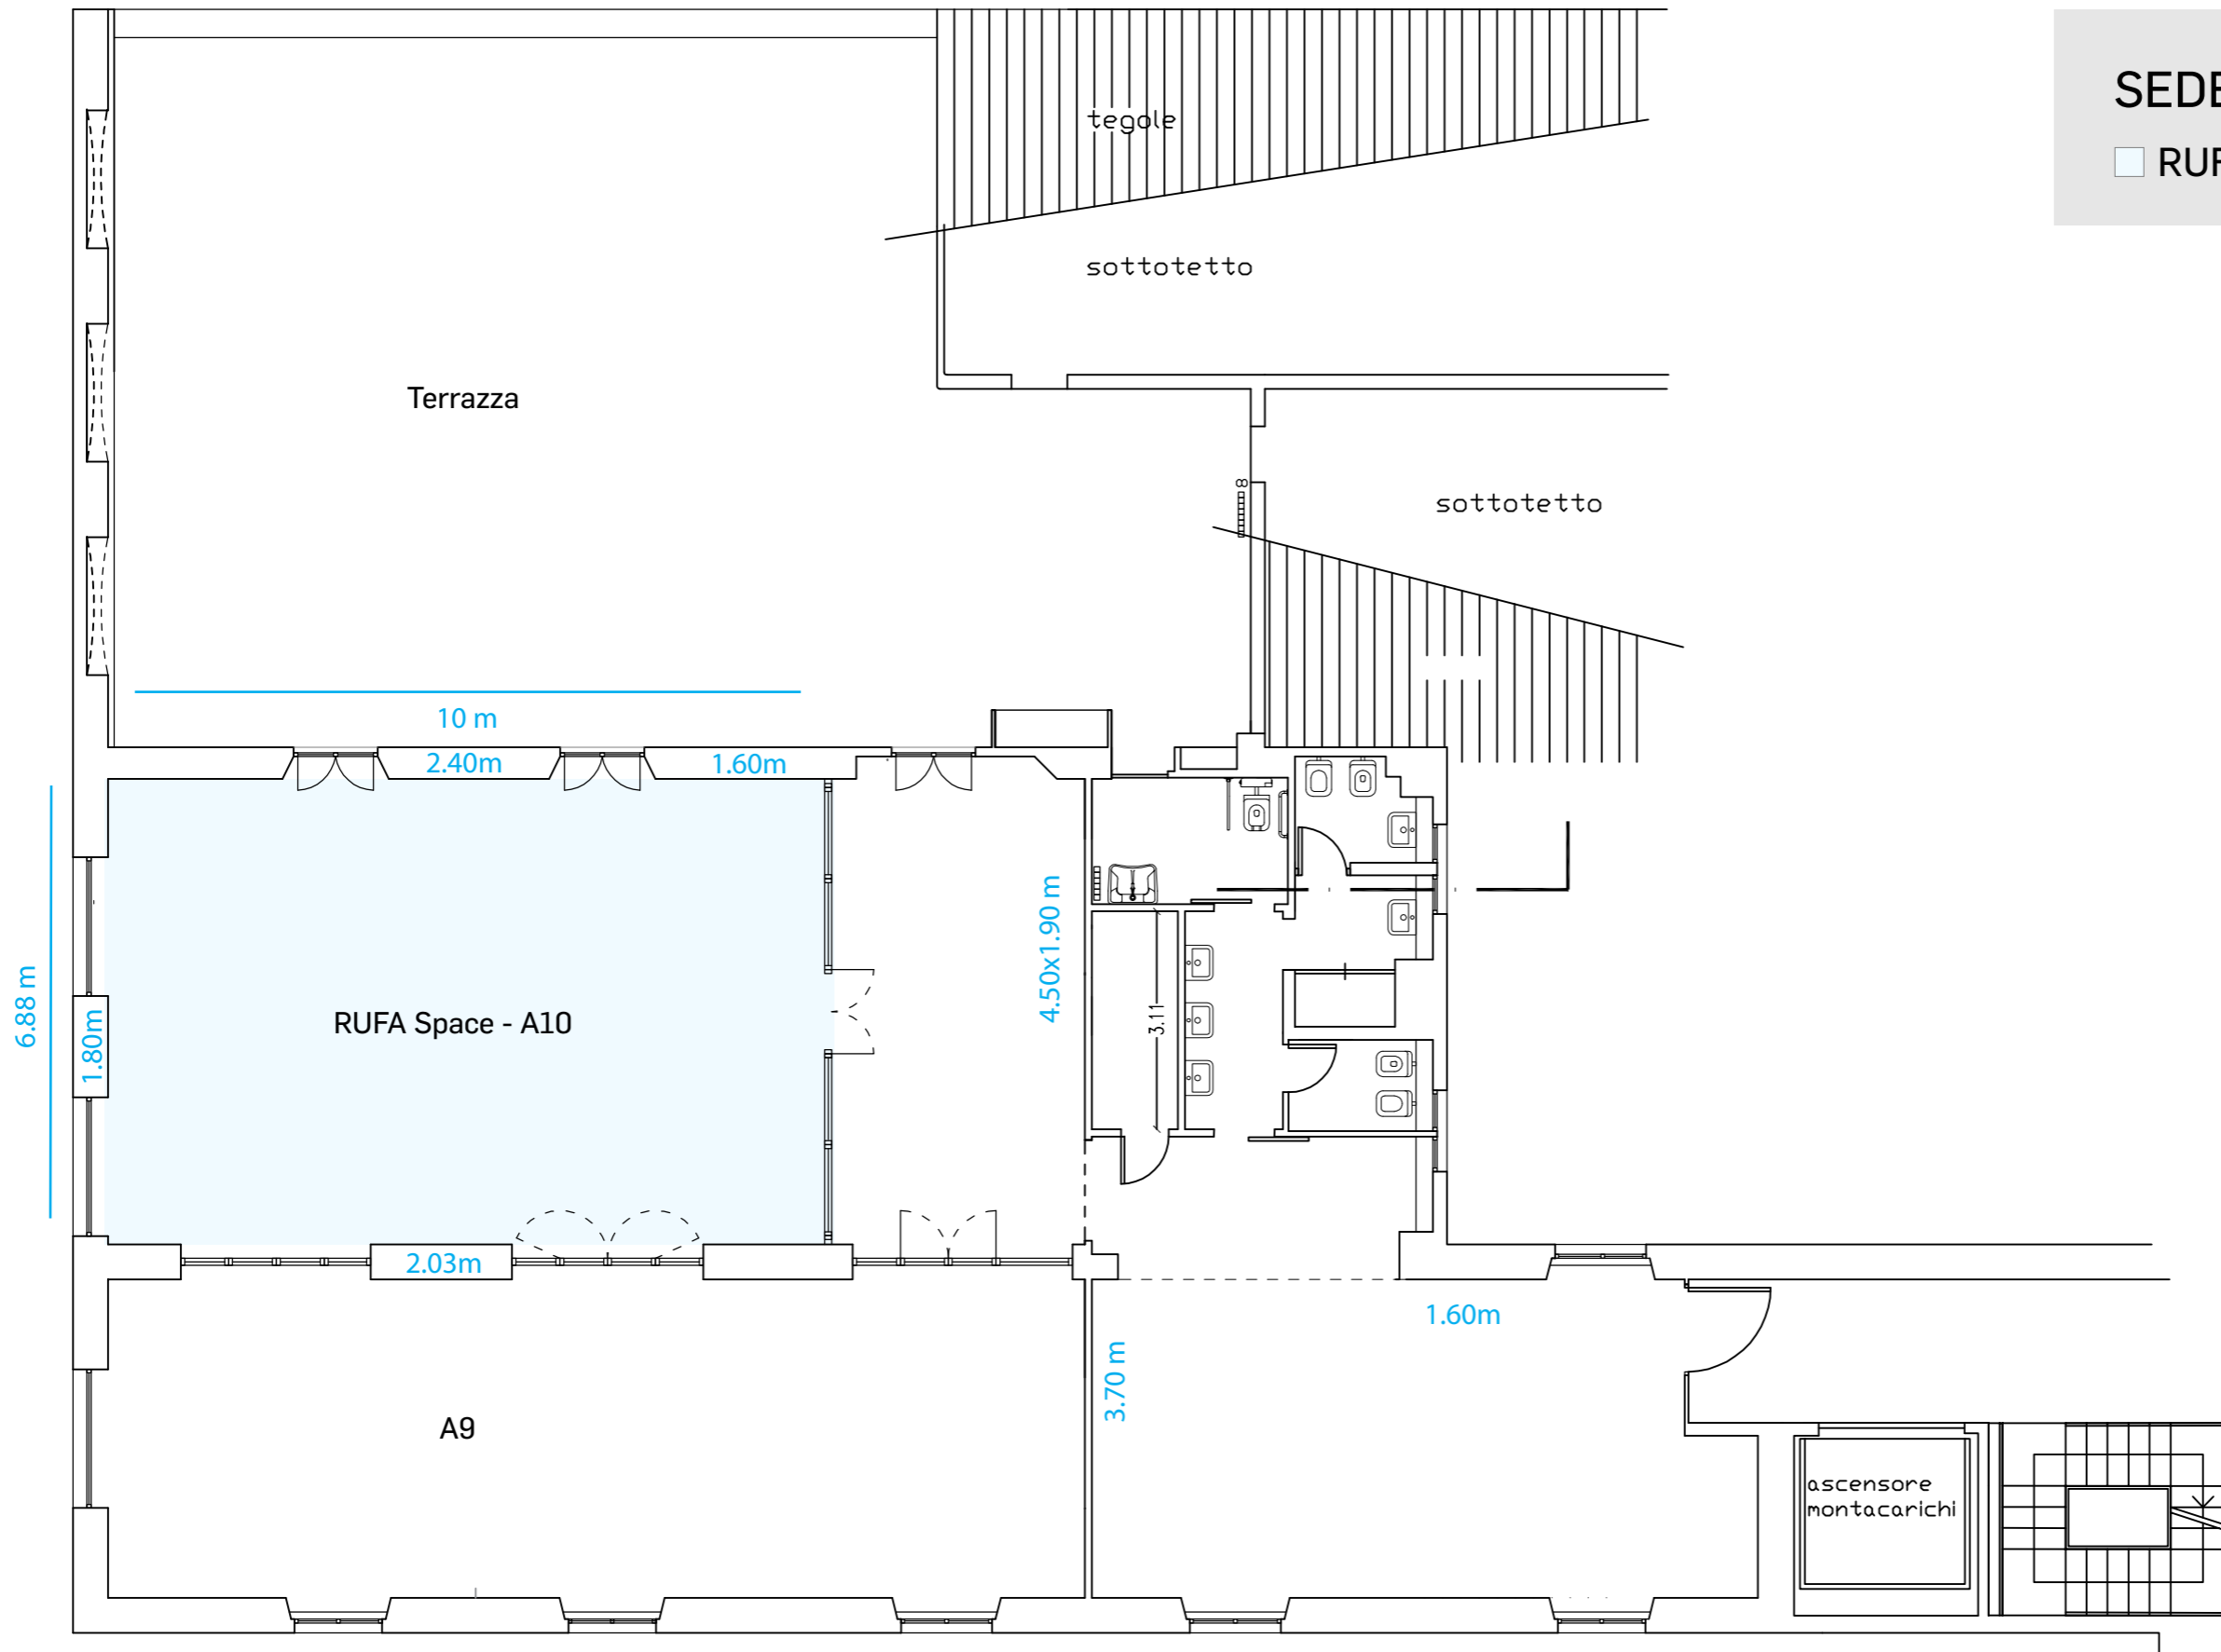 SEDE
RUF
tegole
sottotetto
Terrazza
sottotetto
8
10 m
2.40m
1.60m
6.88 m
1.80m
RUFA Space - A10
4.50x1.90 m
3.11
2.03m
1.60m
3.70 m
A9
ascensore
montacarichi